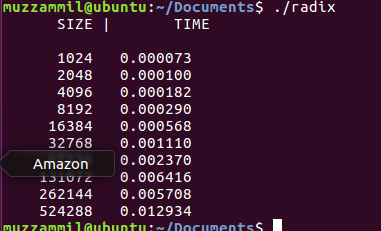 muzzammil@ubuntu:~/Documents$ ./radix
SIZE | TIME
1024 0.000073
2048 0.000100
4096 0.000182
8192 0.000290
16384 0.000568
32768 0.001110
Amazon 0.002370
131072 0.006416
262144 0.005708
524288 0.012934
muzzammil@ubuntu:~/Documents$